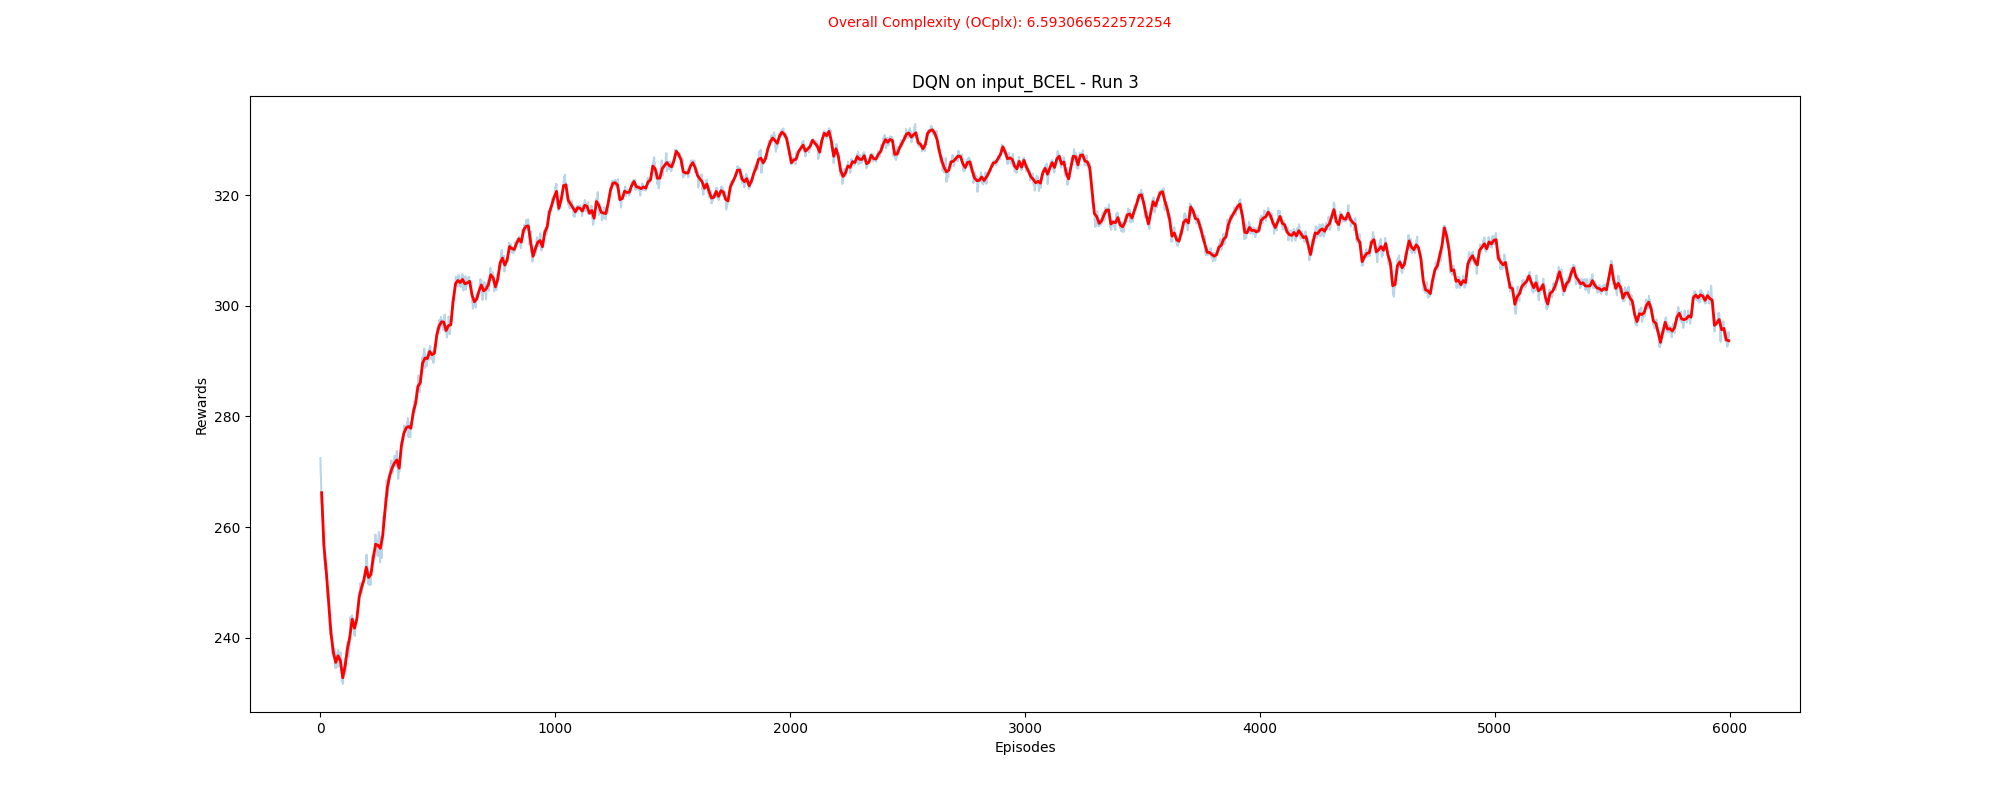 Overall Complexity (OCplx): 6.593066522572254
DQN on input_BCEL - Run 3
Rewards
320
300
280
260
240
0 1000 2000 3000 4000 5000 6000
Episodes